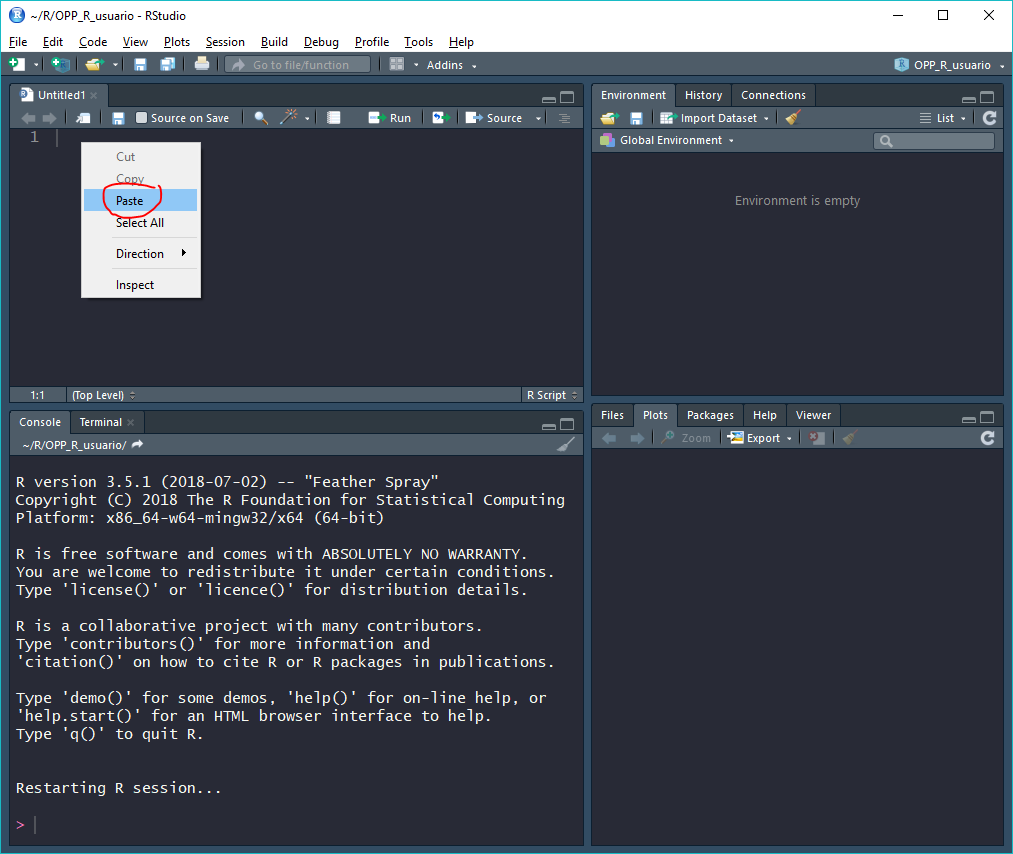 ~/R/OPP_R_usuario - RStudio
File Edit Code View Plots Session Build Debug Profile Tools Help
Go to file/function Addins OPP_R_usuario
Untitled1
Source on Save Run Source
1
Cut
Copy
Paste
Select All
Direction
Inspect
1:1 (Top Level) R Script
Environment History Connections
Import Dataset List
Global Environment
Environment is empty
Console Terminal
~/R/OPP_R_usuario/
R version 3.5.1 (2018-07-02) -- "Feather Spray"
Copyright (C) 2018 The R Foundation for Statistical Computing
Platform: x86_64-w64-mingw32/x64 (64-bit)
R is free software and comes with ABSOLUTELY NO WARRANTY.
You are welcome to redistribute it under certain conditions.
Type 'license()' or 'licence()' for distribution details.
R is a collaborative project with many contributors.
Type 'contributors()' for more information and
'citation()' on how to cite R or R packages in publications.
Type 'demo()' for some demos, 'help()' for on-line help, or
'help.start()' for an HTML browser interface to help.
Type 'q()' to quit R.
Restarting R session...
>
Files Plots Packages Help Viewer
Zoom Export